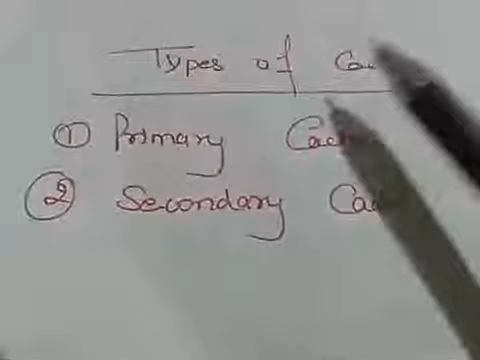 Types of
① Primary
② Secondary